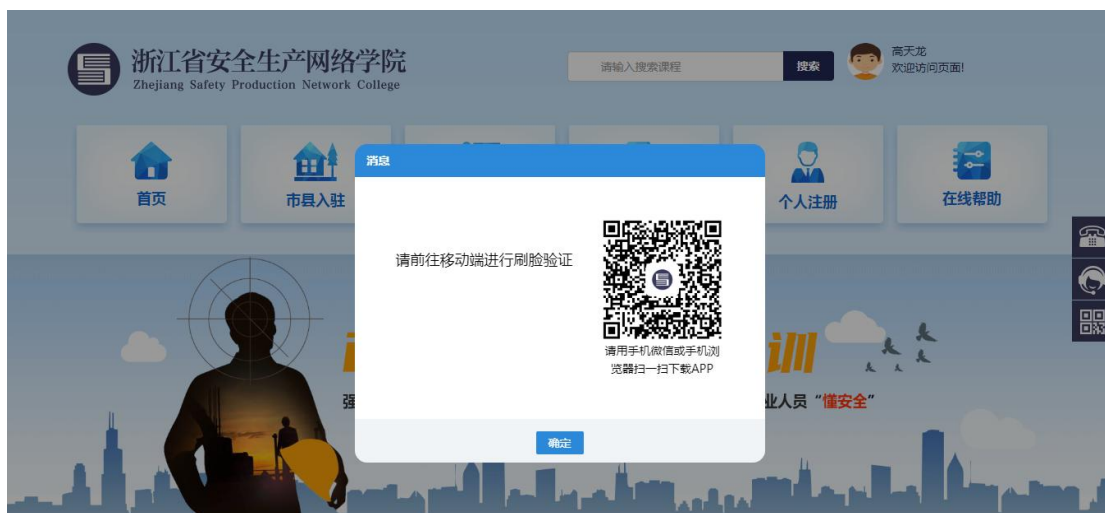 浙江省安全生产网络学院
Zhejiang Safety Production Network College
请输入搜索课程
搜索
高天龙
欢迎访问页面!
首页
市县入驻
个人注册
在线帮助
消息
请前往移动端进行刷脸验证
请用手机微信或手机浏
览器扫一扫下载APP
确定
训
强
业人员“懂安全”